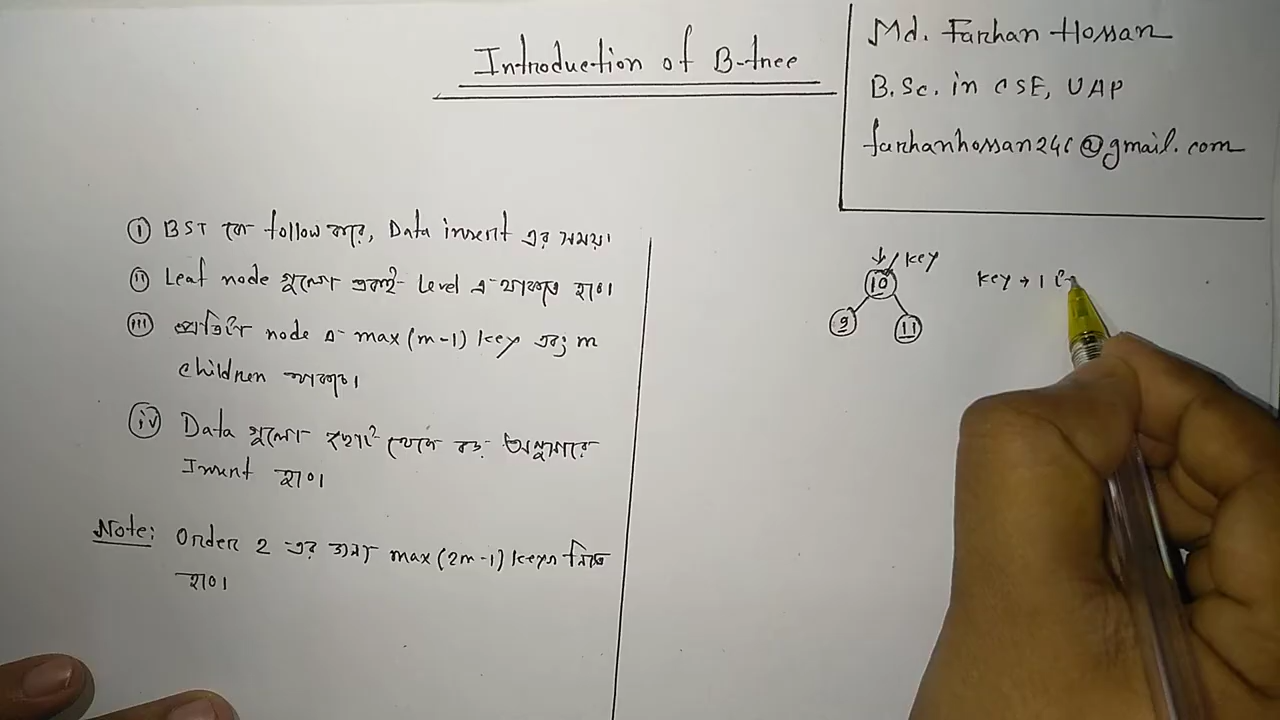 Introduction of B-tree
Md. Farhan Hossan
B.Sc. in CSE, UAP
farhanhossan246@gmail.com
i BST কে follow করে, Data insert এর সময়।
ii Leaf node গুলো একই Level এ থাকতে হবে।
iii প্রতিটি node এ max (m-1) key এবং m
children থাকবে।
iv Data গুলো ছোট থেকে বড় অনুসারে
Insert হবে।
Note: Order 2 এর জন্য max (2m-1) keys নিতে
হবে।
↓ / key
10
9 11
key → 1